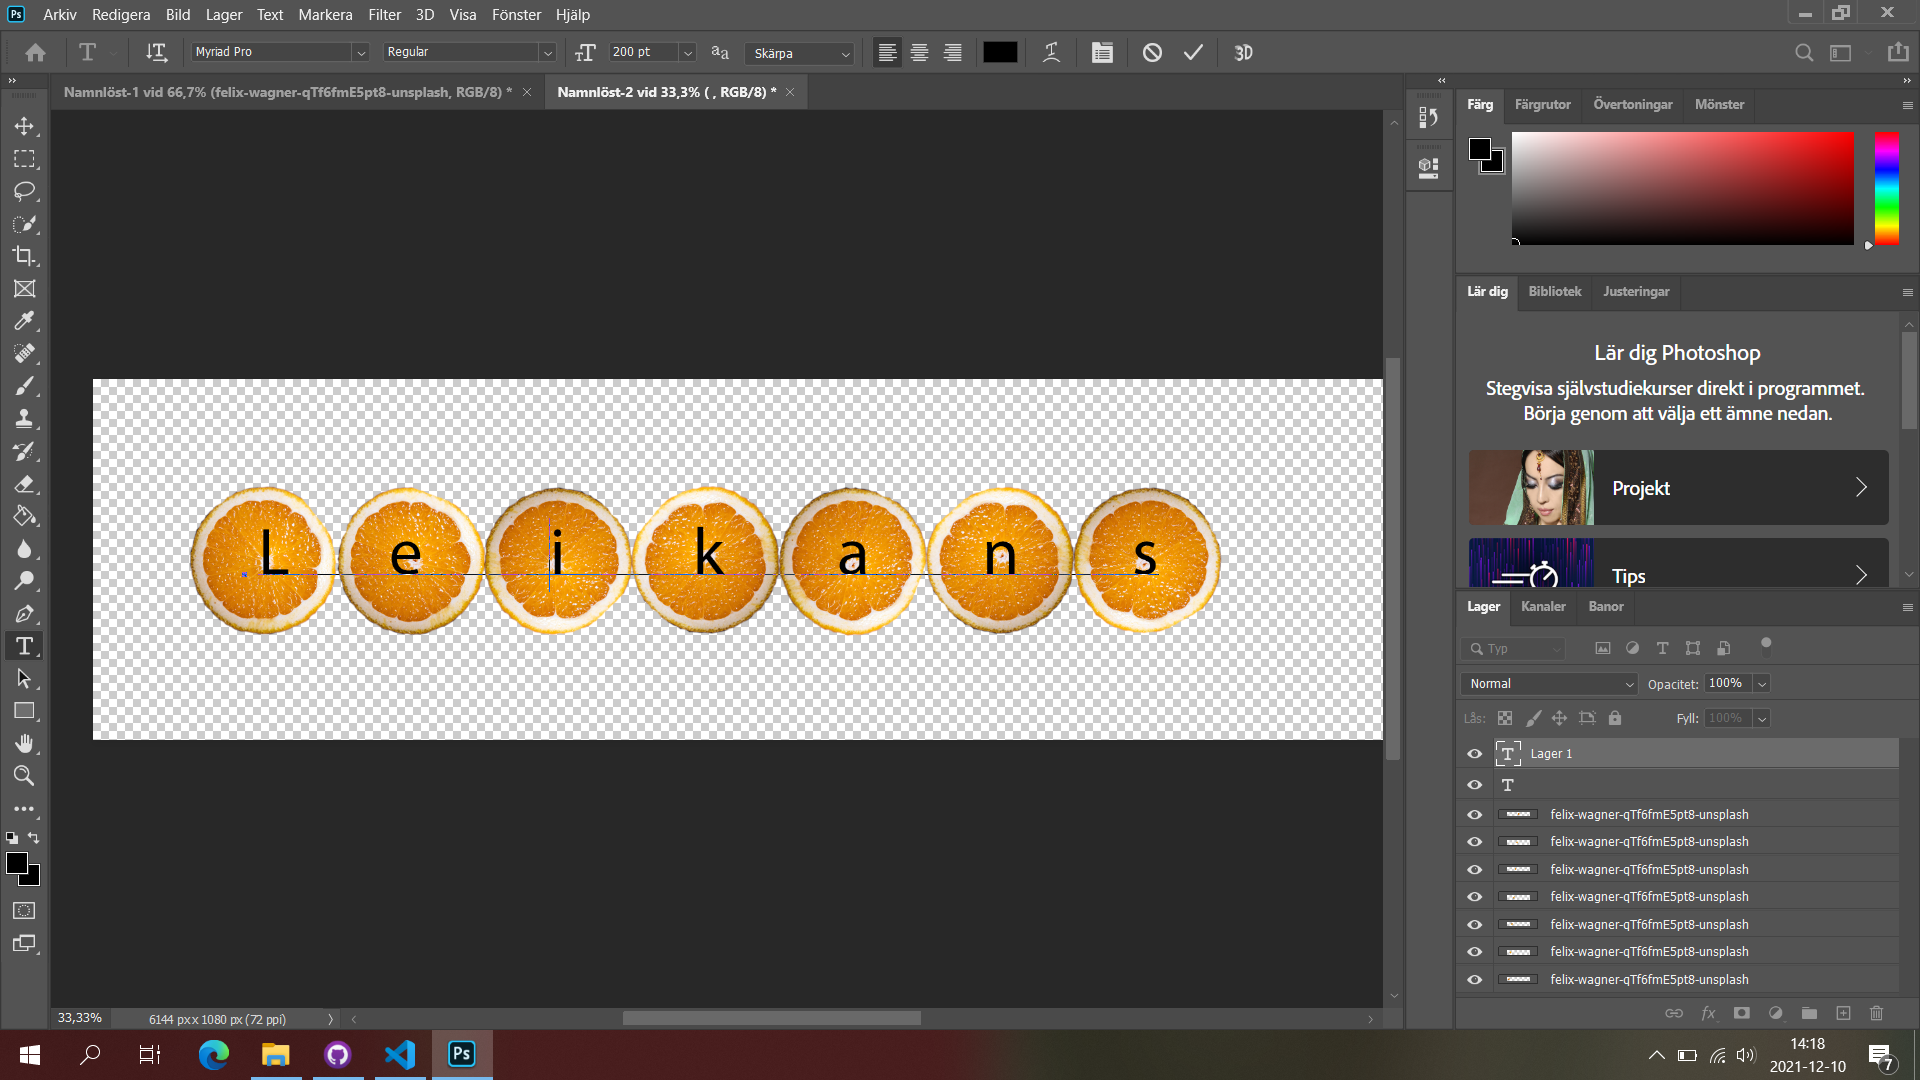 Ps Arkiv Redigera Bild Lager Text Markera Filter 3D Visa Fönster Hjälp
T Myriad Pro Regular 200 pt aa Skärpa 3D
Namnlöst-1 vid 66,7% (felix-wagner-qTf6fmE5pt8-unsplash, RGB/8) *
Namnlöst-2 vid 33,3% ( , RGB/8) *
Färg Färgrutor Övertoningar Mönster
Lär dig Bibliotek Justeringar
Lär dig Photoshop
Stegvisa självstudiekurser direkt i programmet.
Börja genom att välja ett ämne nedan.
Projekt
Tips
L e i k a n s
Lager Kanaler Banor
Typ
Normal Opacitet: 100%
Lås: Fyll: 100%
T Lager 1
T
felix-wagner-qTf6fmE5pt8-unsplash
felix-wagner-qTf6fmE5pt8-unsplash
felix-wagner-qTf6fmE5pt8-unsplash
felix-wagner-qTf6fmE5pt8-unsplash
felix-wagner-qTf6fmE5pt8-unsplash
felix-wagner-qTf6fmE5pt8-unsplash
felix-wagner-qTf6fmE5pt8-unsplash
fx
33,33% 6144 px x 1080 px (72 ppi)
Ps
14:18
2021-12-10
7